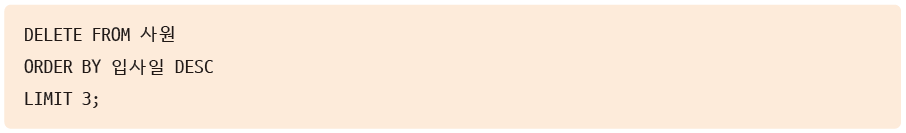 DELETE FROM 사원
ORDER BY 입사일 DESC
LIMIT 3;